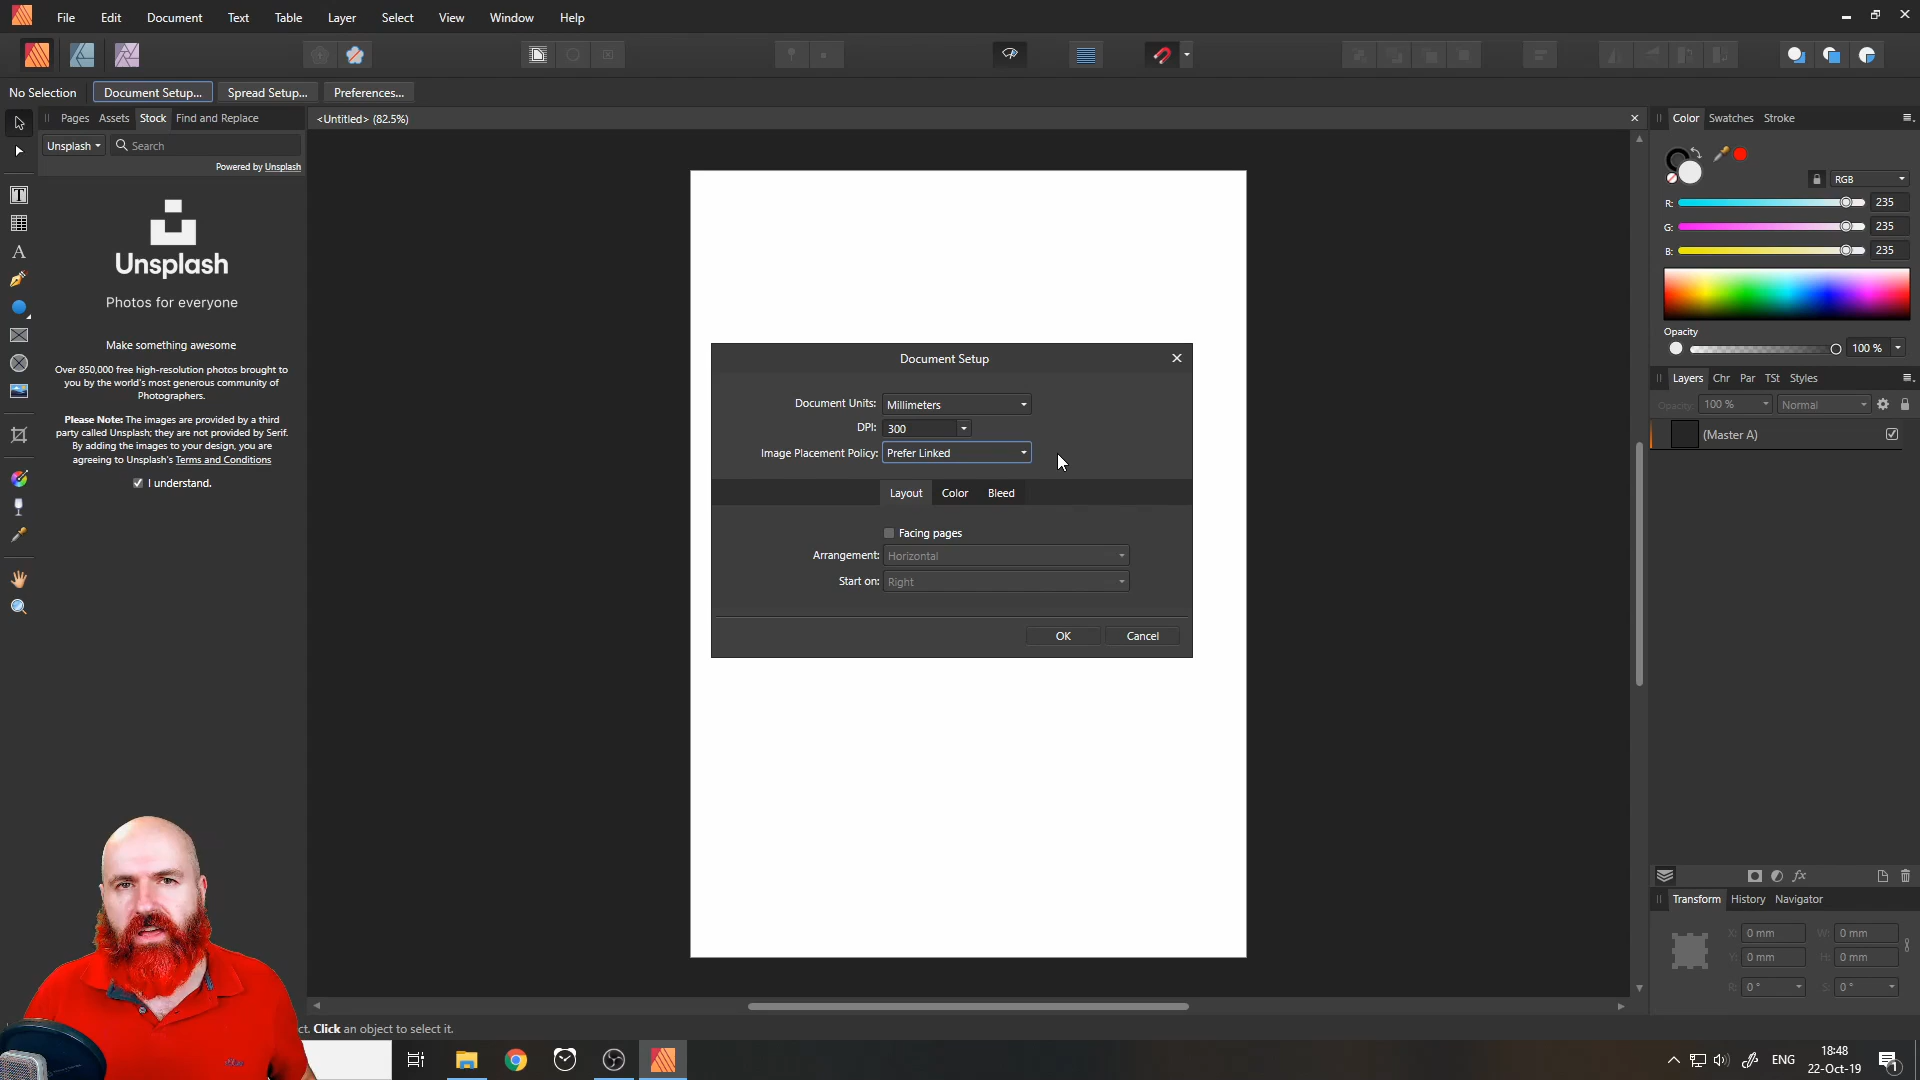 File Edit Document Text Table Layer Select View Window Help
No Selection Document Setup... Spread Setup... Preferences...
Pages Assets Stock Find and Replace
<Untitled> (82.5%)
Color Swatches Stroke
Unsplash Search
Powered by Unsplash
Unsplash
Photos for everyone
Make something awesome
Over 850,000 free high-resolution photos brought to
you by the world's most generous community of
Photographers.
Please Note: The images are provided by a third
party called Unsplash; they are not provided by Serif.
By adding the images to your design, you are
agreeing to Unsplash's Terms and Conditions
I understand.
Document Setup
Document Units: Millimeters
DPI: 300
Image Placement Policy: Prefer Linked
Layout Color Bleed
Facing pages
Arrangement: Horizontal
Start on: Right
OK Cancel
RGB
R: 235
G: 235
B: 235
Opacity
100 %
Layers Chr Par TSt Styles
Opacity: 100 % Normal
(Master A)
fx
Transform History Navigator
X: 0 mm W: 0 mm
Y: 0 mm H: 0 mm
R: 0 ° S: 0 °
ct. Click an object to select it.
ENG
18:48
22-Oct-19
1